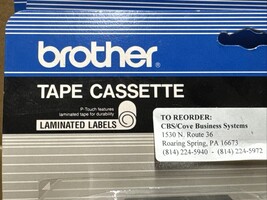 brother
TAPE CASSETTE
P-Touch features
laminated tape for durability
LAMINATED LABELS
TO REORDER:
CBS/Cove Business Systems
1530 N. Route 36
Roaring Spring, PA 16673
(814) 224-5940 - (814) 224-5972